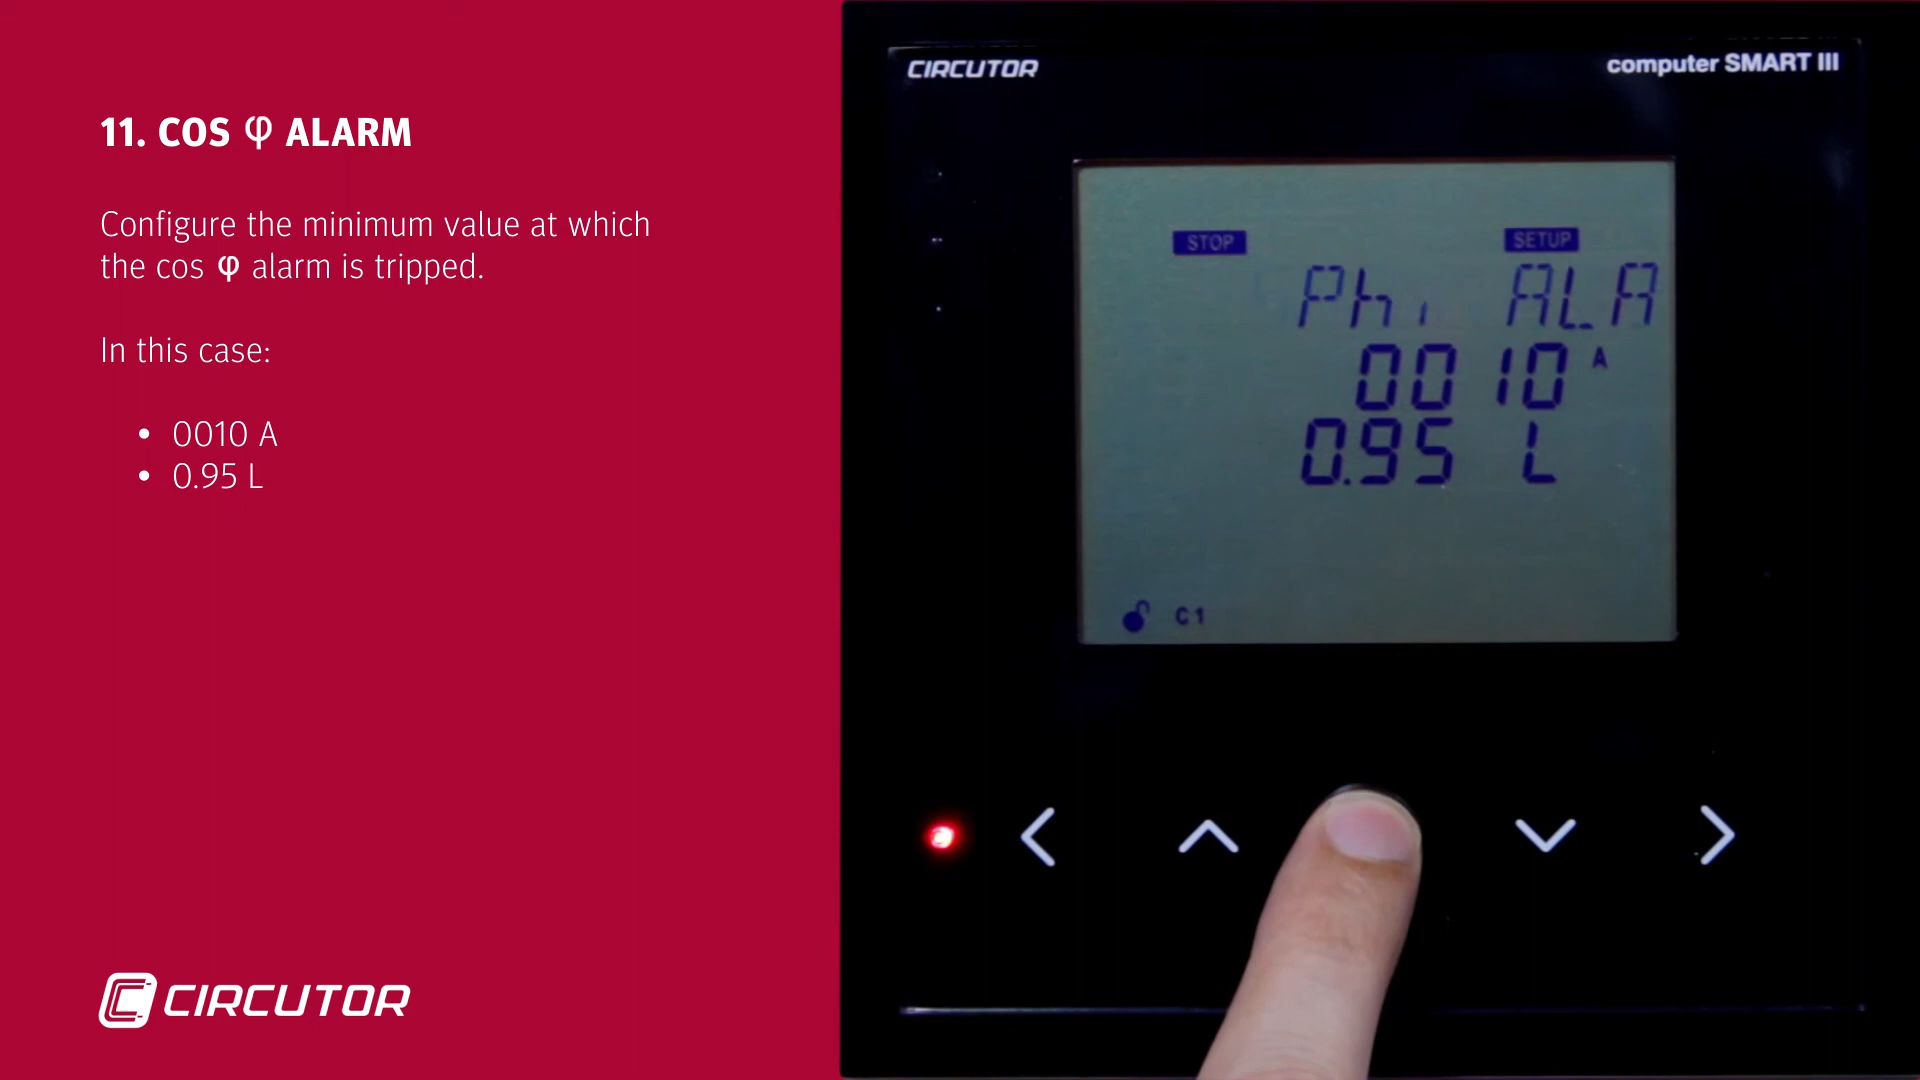 11. COS φ ALARM
Configure the minimum value at which
the cos φ alarm is tripped.
In this case:
• 0010 A
• 0.95 L
CIRCUTOR
CIRCUTOR
computer SMART III
STOP
SETUP
Phi ALA
0010 A
0.95 L
C1